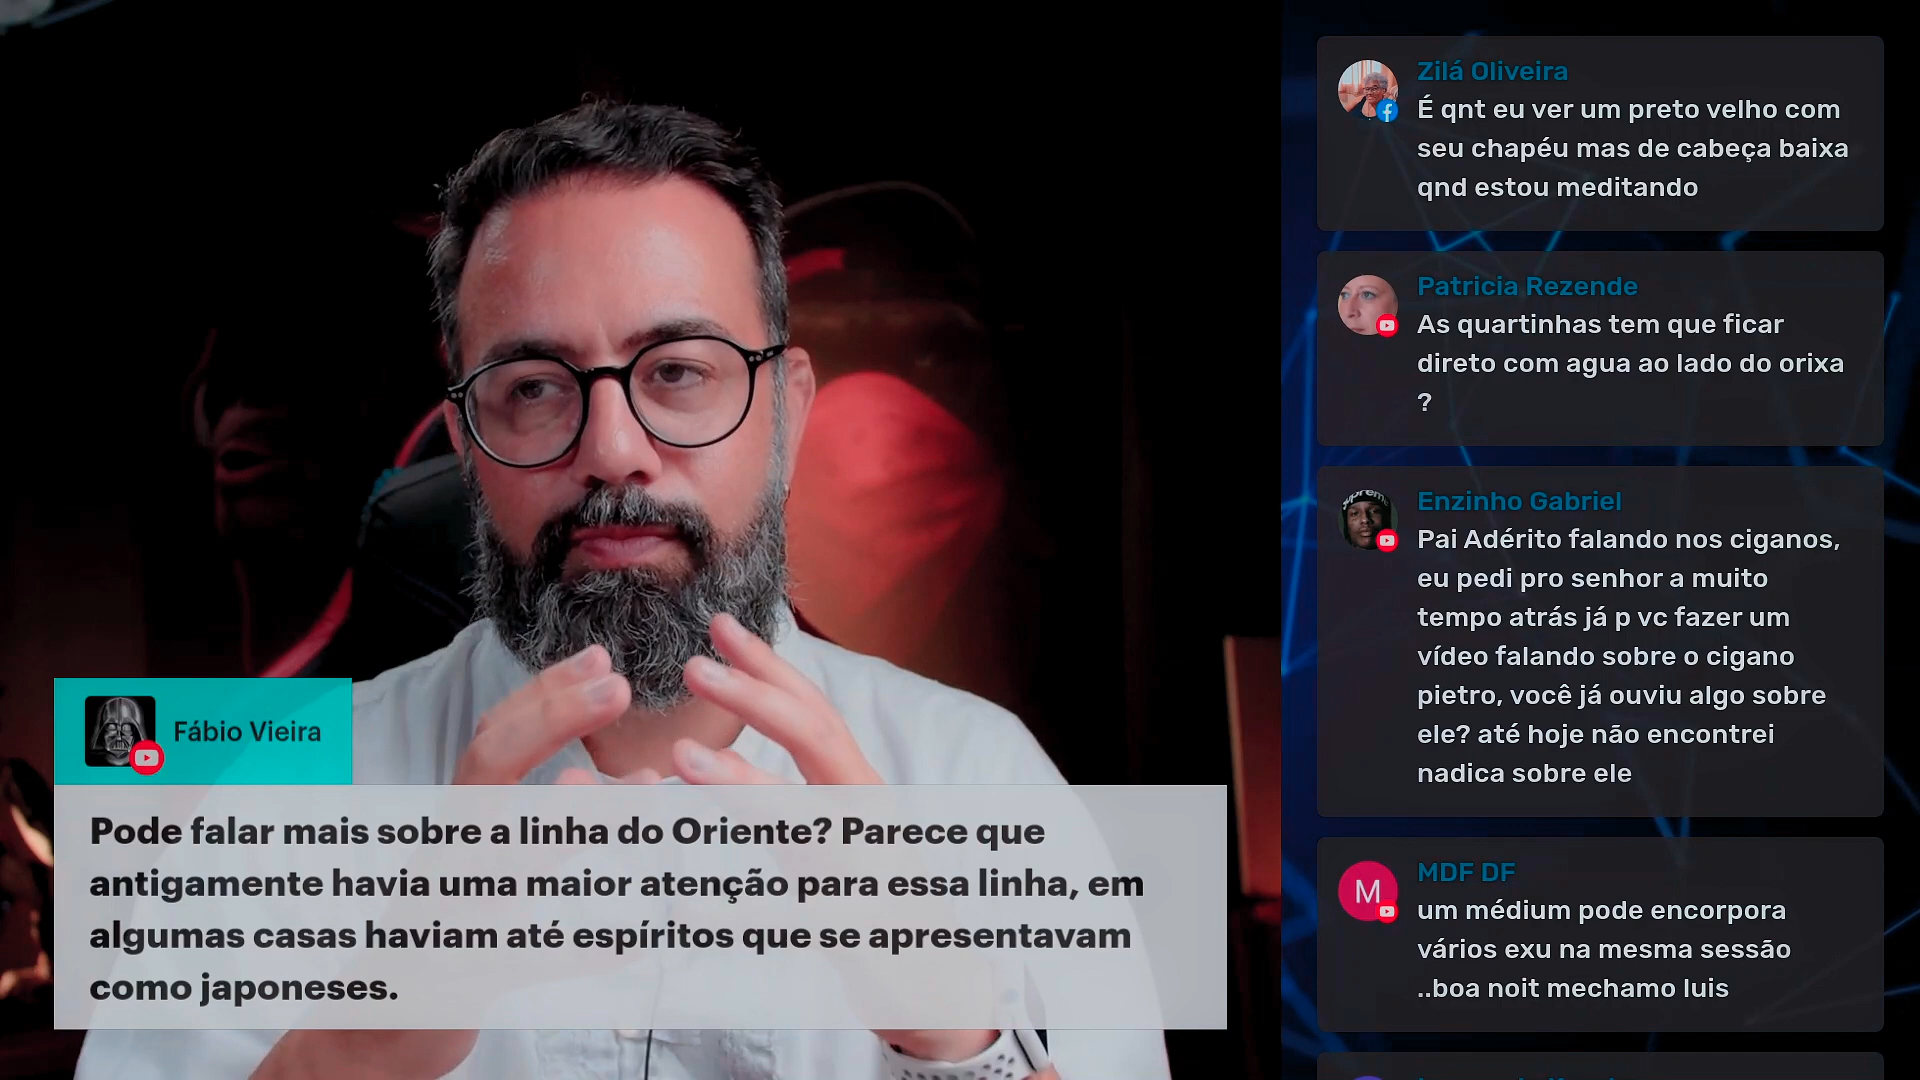 Fábio Vieira
Pode falar mais sobre a linha do Oriente? Parece que
antigamente havia uma maior atenção para essa linha, em
algumas casas haviam até espíritos que se apresentavam
como japoneses.
Zilá Oliveira
É qnt eu ver um preto velho com
seu chapéu mas de cabeça baixa
qnd estou meditando
Patricia Rezende
As quartinhas tem que ficar
direto com agua ao lado do orixa
?
Enzinho Gabriel
Pai Adérito falando nos ciganos,
eu pedi pro senhor a muito
tempo atrás já p vc fazer um
vídeo falando sobre o cigano
pietro, você já ouviu algo sobre
ele? até hoje não encontrei
nadica sobre ele
M
MDF DF
um médium pode encorpora
vários exu na mesma sessão
..boa noit mechamo luis